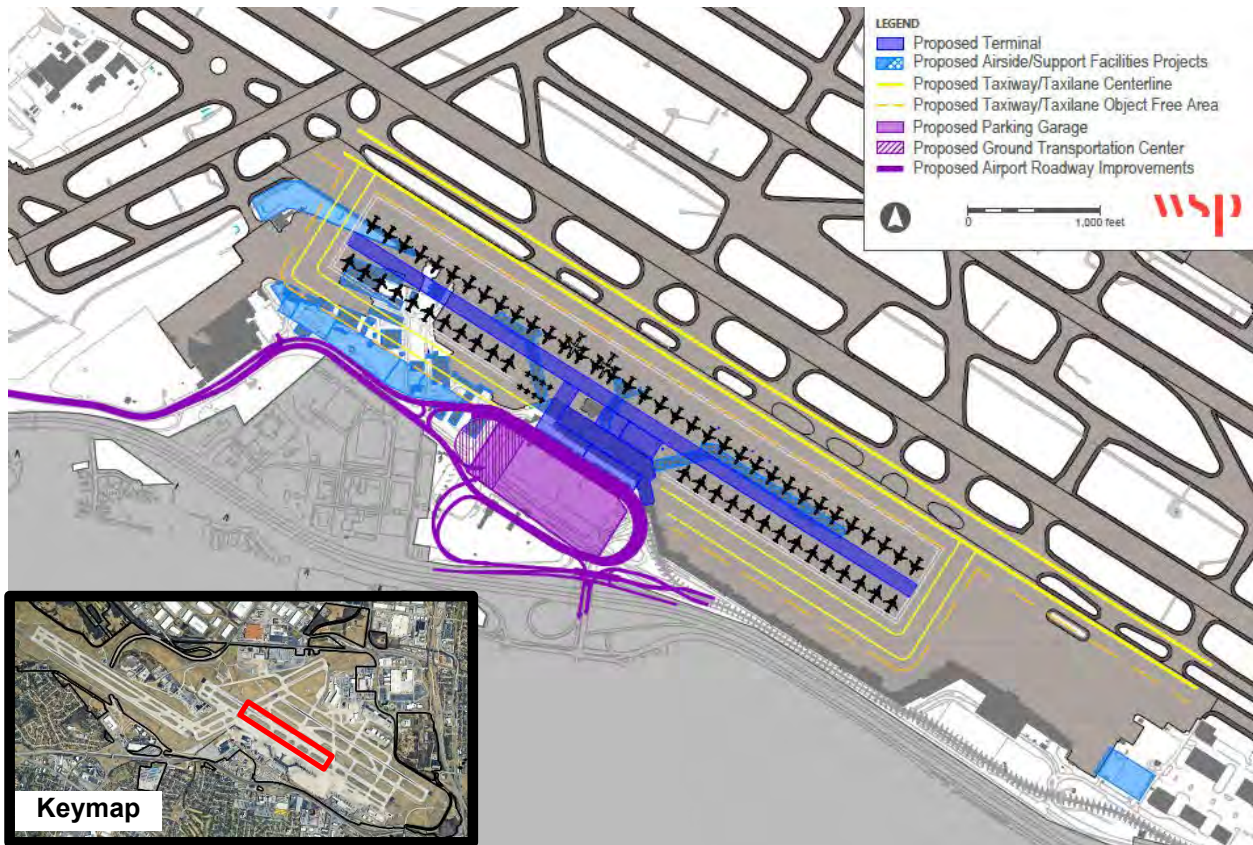 LEGEND
Proposed Terminal
Proposed Airside/Support Facilities Projects
Proposed Taxiway/Taxilane Centerline
Proposed Taxiway/Taxilane Object Free Area
Proposed Parking Garage
Proposed Ground Transportation Center
Proposed Airport Roadway Improvements
0 1,000 feet
wsp
Keymap